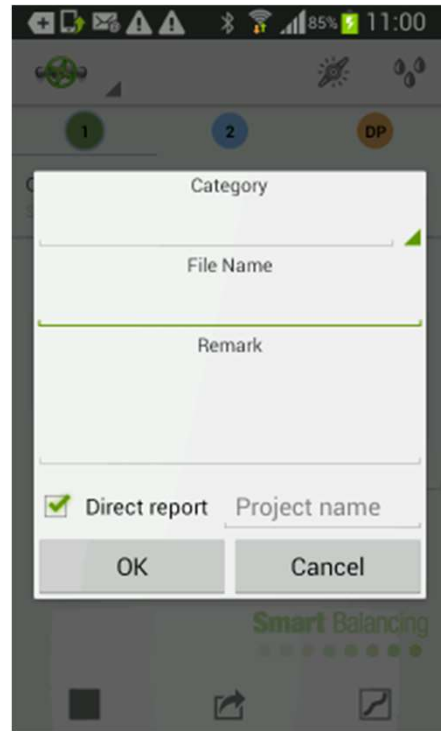 85% 11:00
1 2 DP
Category
File Name
Remark
Direct report Project name
OK Cancel
Smart Balancing